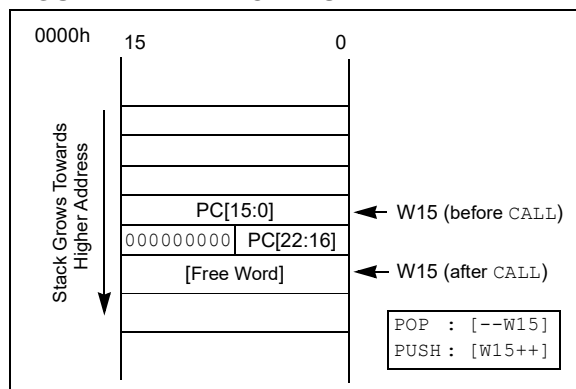 0000h
15 0
Stack Grows Towards
Higher Address
PC[15:0]
W15 (before CALL)
000000000 PC[22:16]
[Free Word]
W15 (after CALL)
POP : [--W15]
PUSH : [W15++]